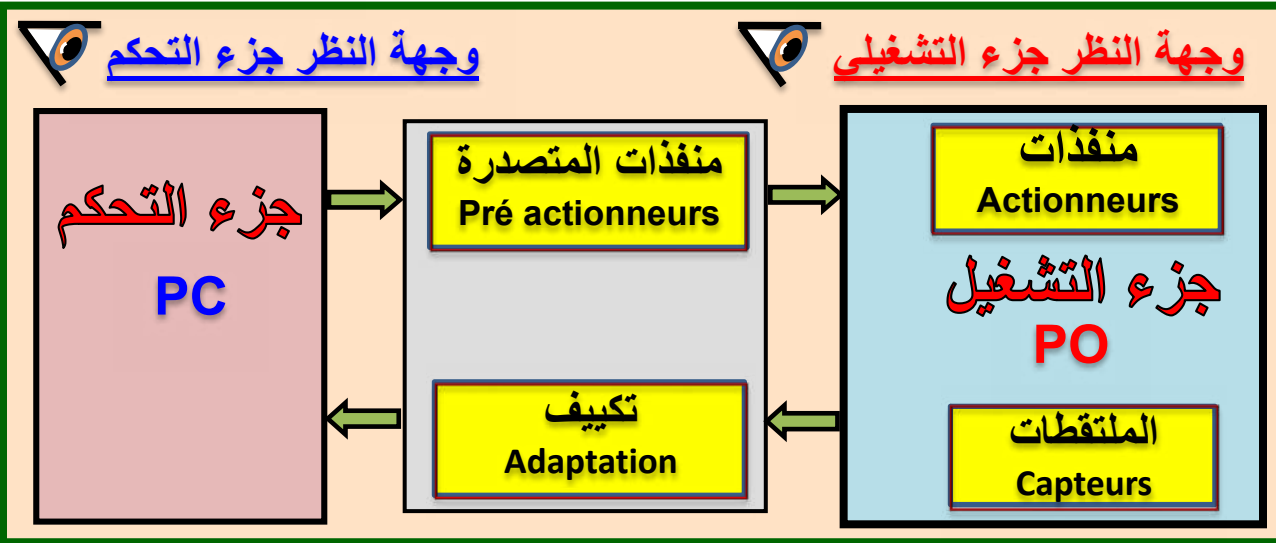 وجهة النظر جزء التشغيلي
وجهة النظر جزء التحكم
منفذات
Actionneurs
جزء التشغيل
PO
الملتقطات
Capteurs
منفذات المتصدرة
Pré actionneurs
تكييف
Adaptation
جزء التحكم
PC